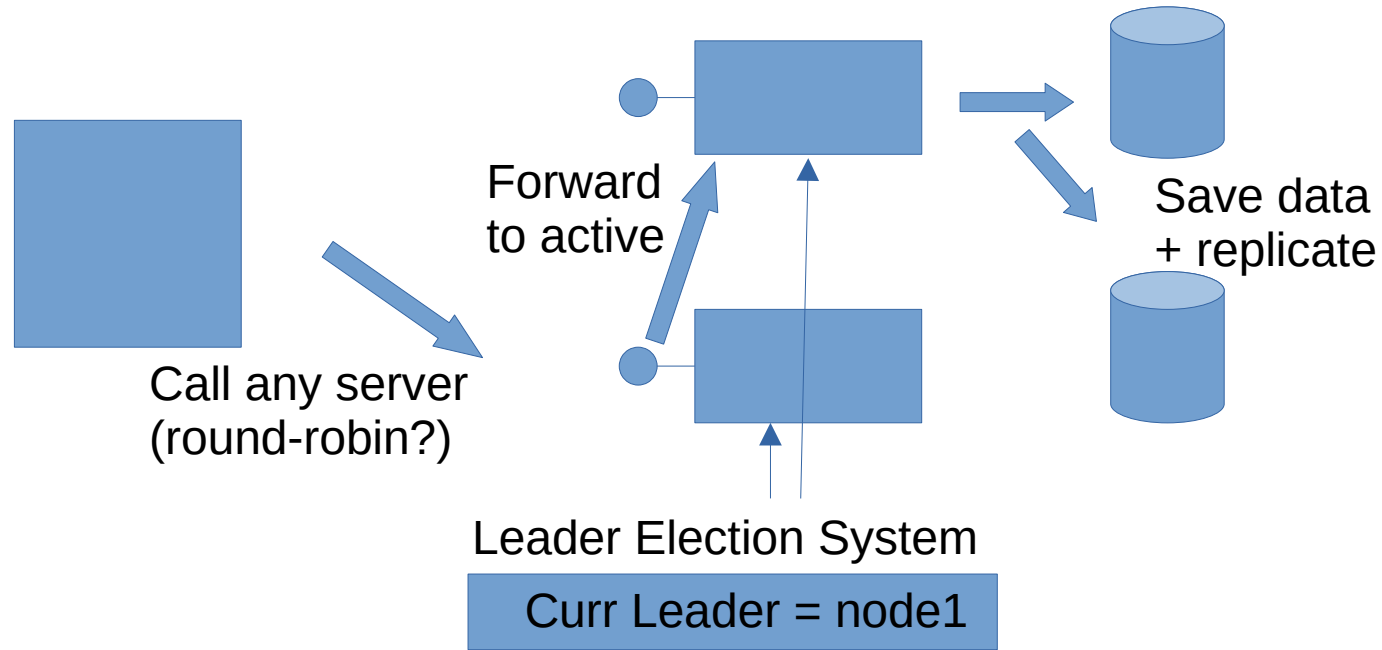 Forward
to active
Save data
+ replicate
Call any server
(round-robin?)
Leader Election System
Curr Leader = node1